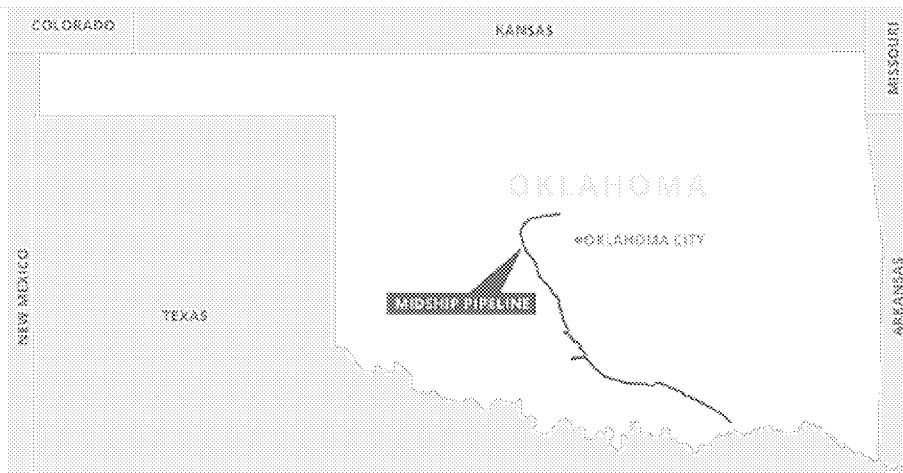 COLORADO
KANSAS
MISSOURI
OKLAHOMA
OKLAHOMA CITY
NEW MEXICO
MIDSHIP PIPELINE
TEXAS
ARKANSAS